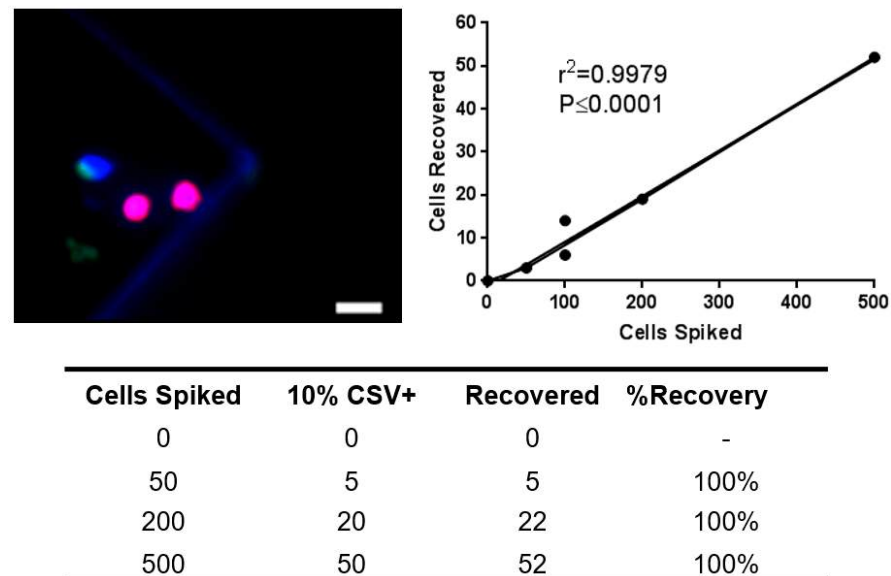 60
50
40
30
20
10
0
Cells Recovered
r²=0.9979
P≤0.0001
0 100 200 300 400 500
Cells Spiked
Cells Spiked 10% CSV+ Recovered %Recovery
0 0 0 -
50 5 5 100%
200 20 22 100%
500 50 52 100%